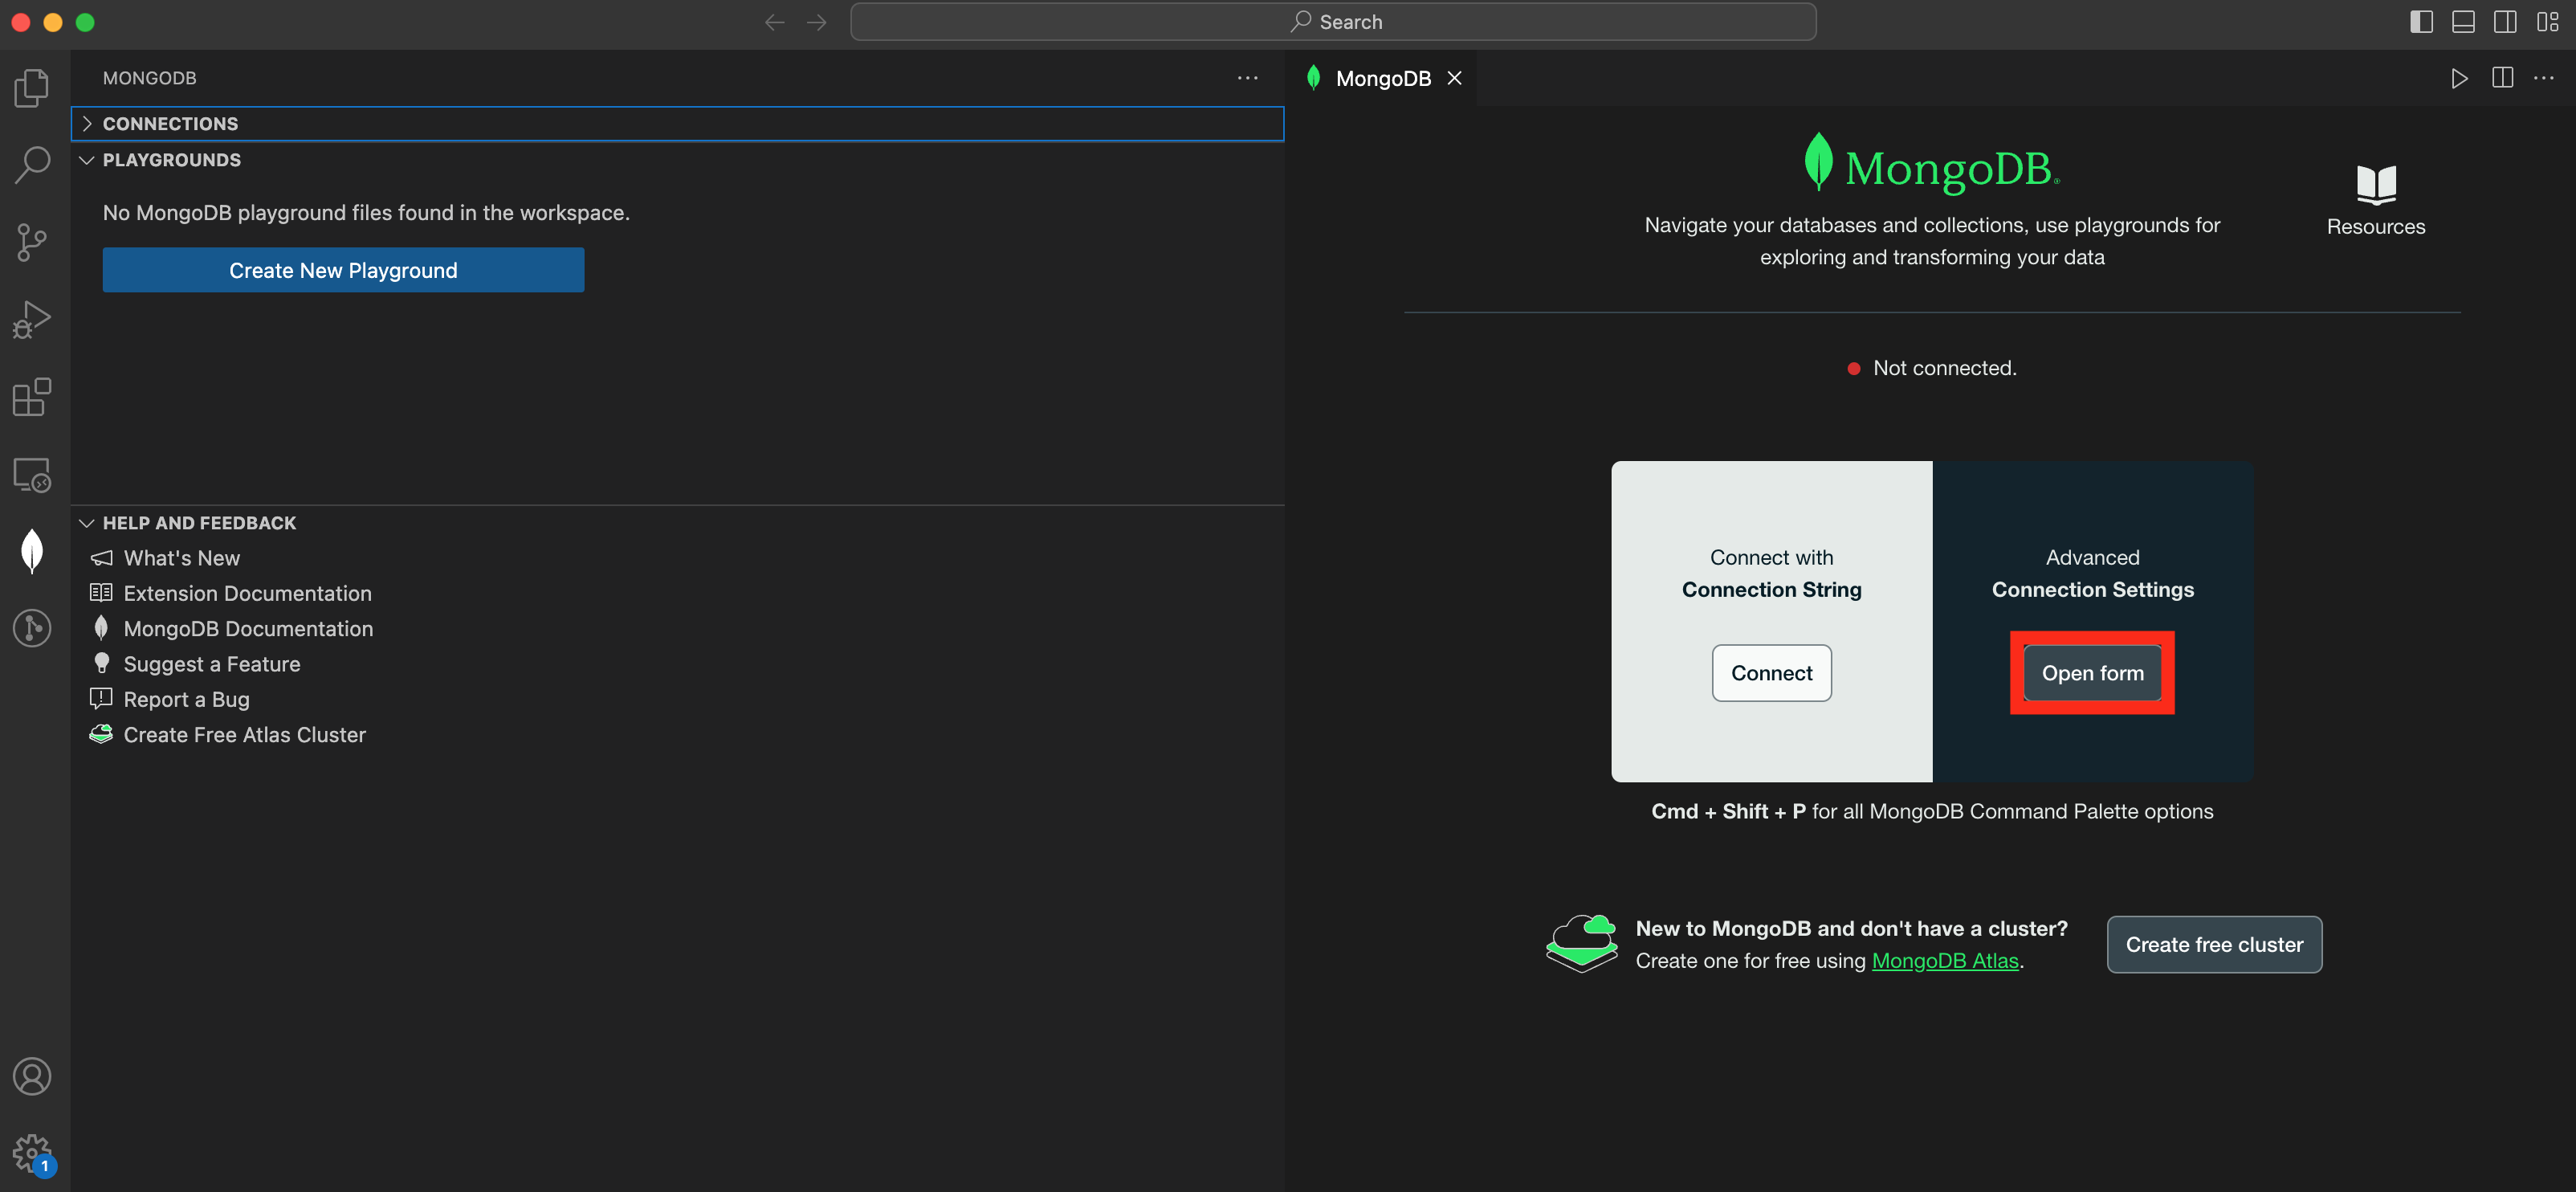 Search
MONGODB
CONNECTIONS
PLAYGROUNDS
No MongoDB playground files found in the workspace.
Create New Playground
HELP AND FEEDBACK
What's New
Extension Documentation
MongoDB Documentation
Suggest a Feature
Report a Bug
Create Free Atlas Cluster
1
MongoDB
MongoDB®
Resources
Navigate your databases and collections, use playgrounds for
exploring and transforming your data
Not connected.
Connect with
Connection String
Connect
Advanced
Connection Settings
Open form
Cmd + Shift + P for all MongoDB Command Palette options
New to MongoDB and don't have a cluster?
Create one for free using MongoDB Atlas.
Create free cluster